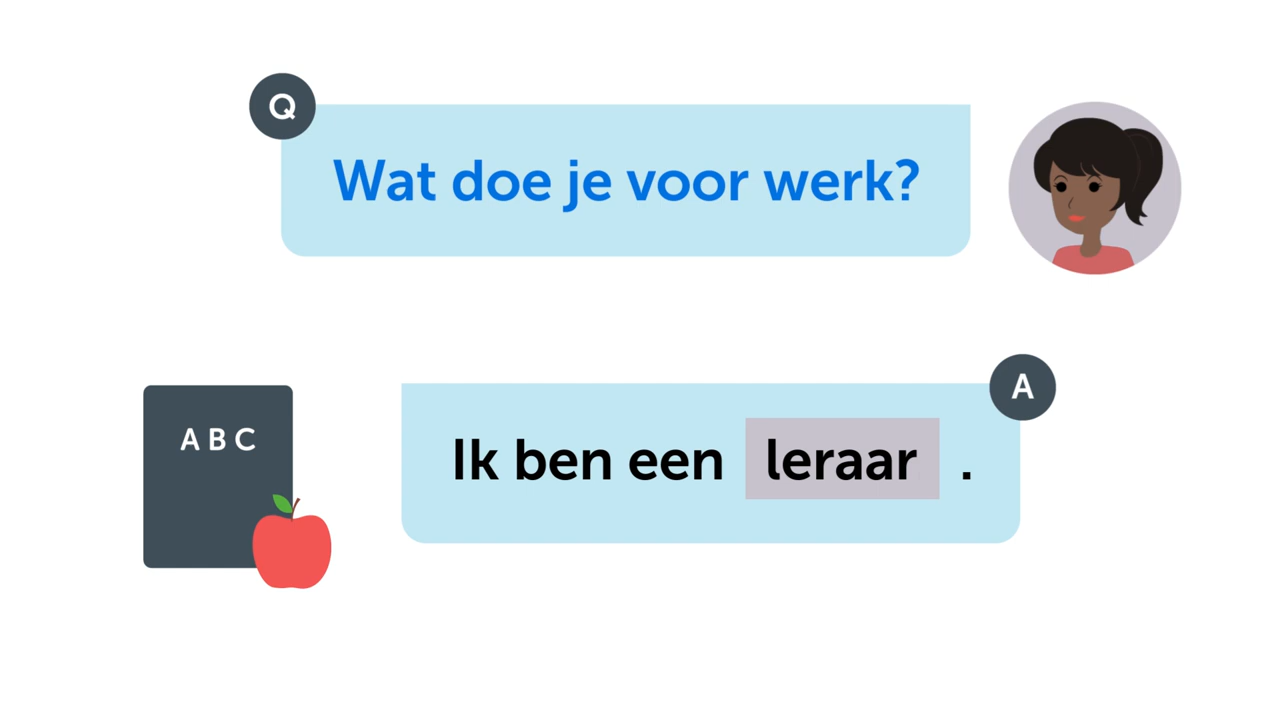 Q
Wat doe je voor werk?
A
Ik ben een leraar .
A B C